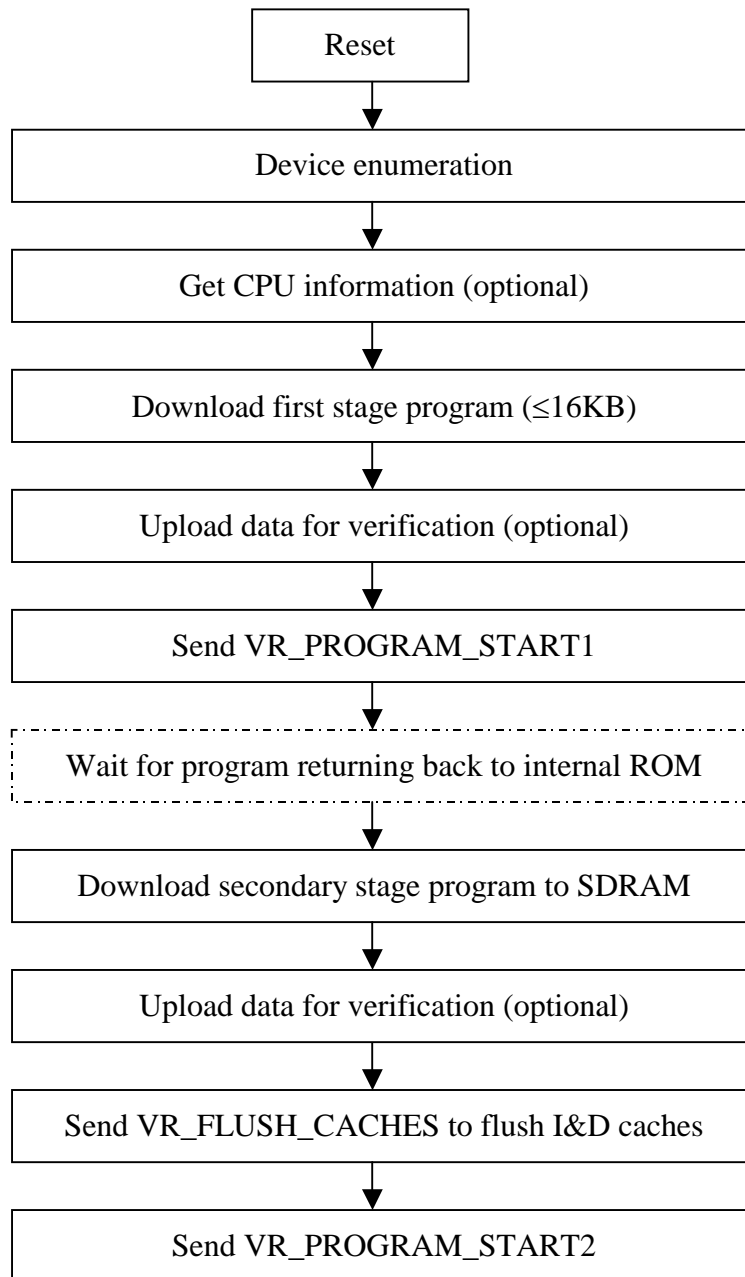 Reset
Device enumeration
Get CPU information (optional)
Download first stage program (≤16KB)
Upload data for verification (optional)
Send VR_PROGRAM_START1
Wait for program returning back to internal ROM
Download secondary stage program to SDRAM
Upload data for verification (optional)
Send VR_FLUSH_CACHES to flush I&D caches
Send VR_PROGRAM_START2